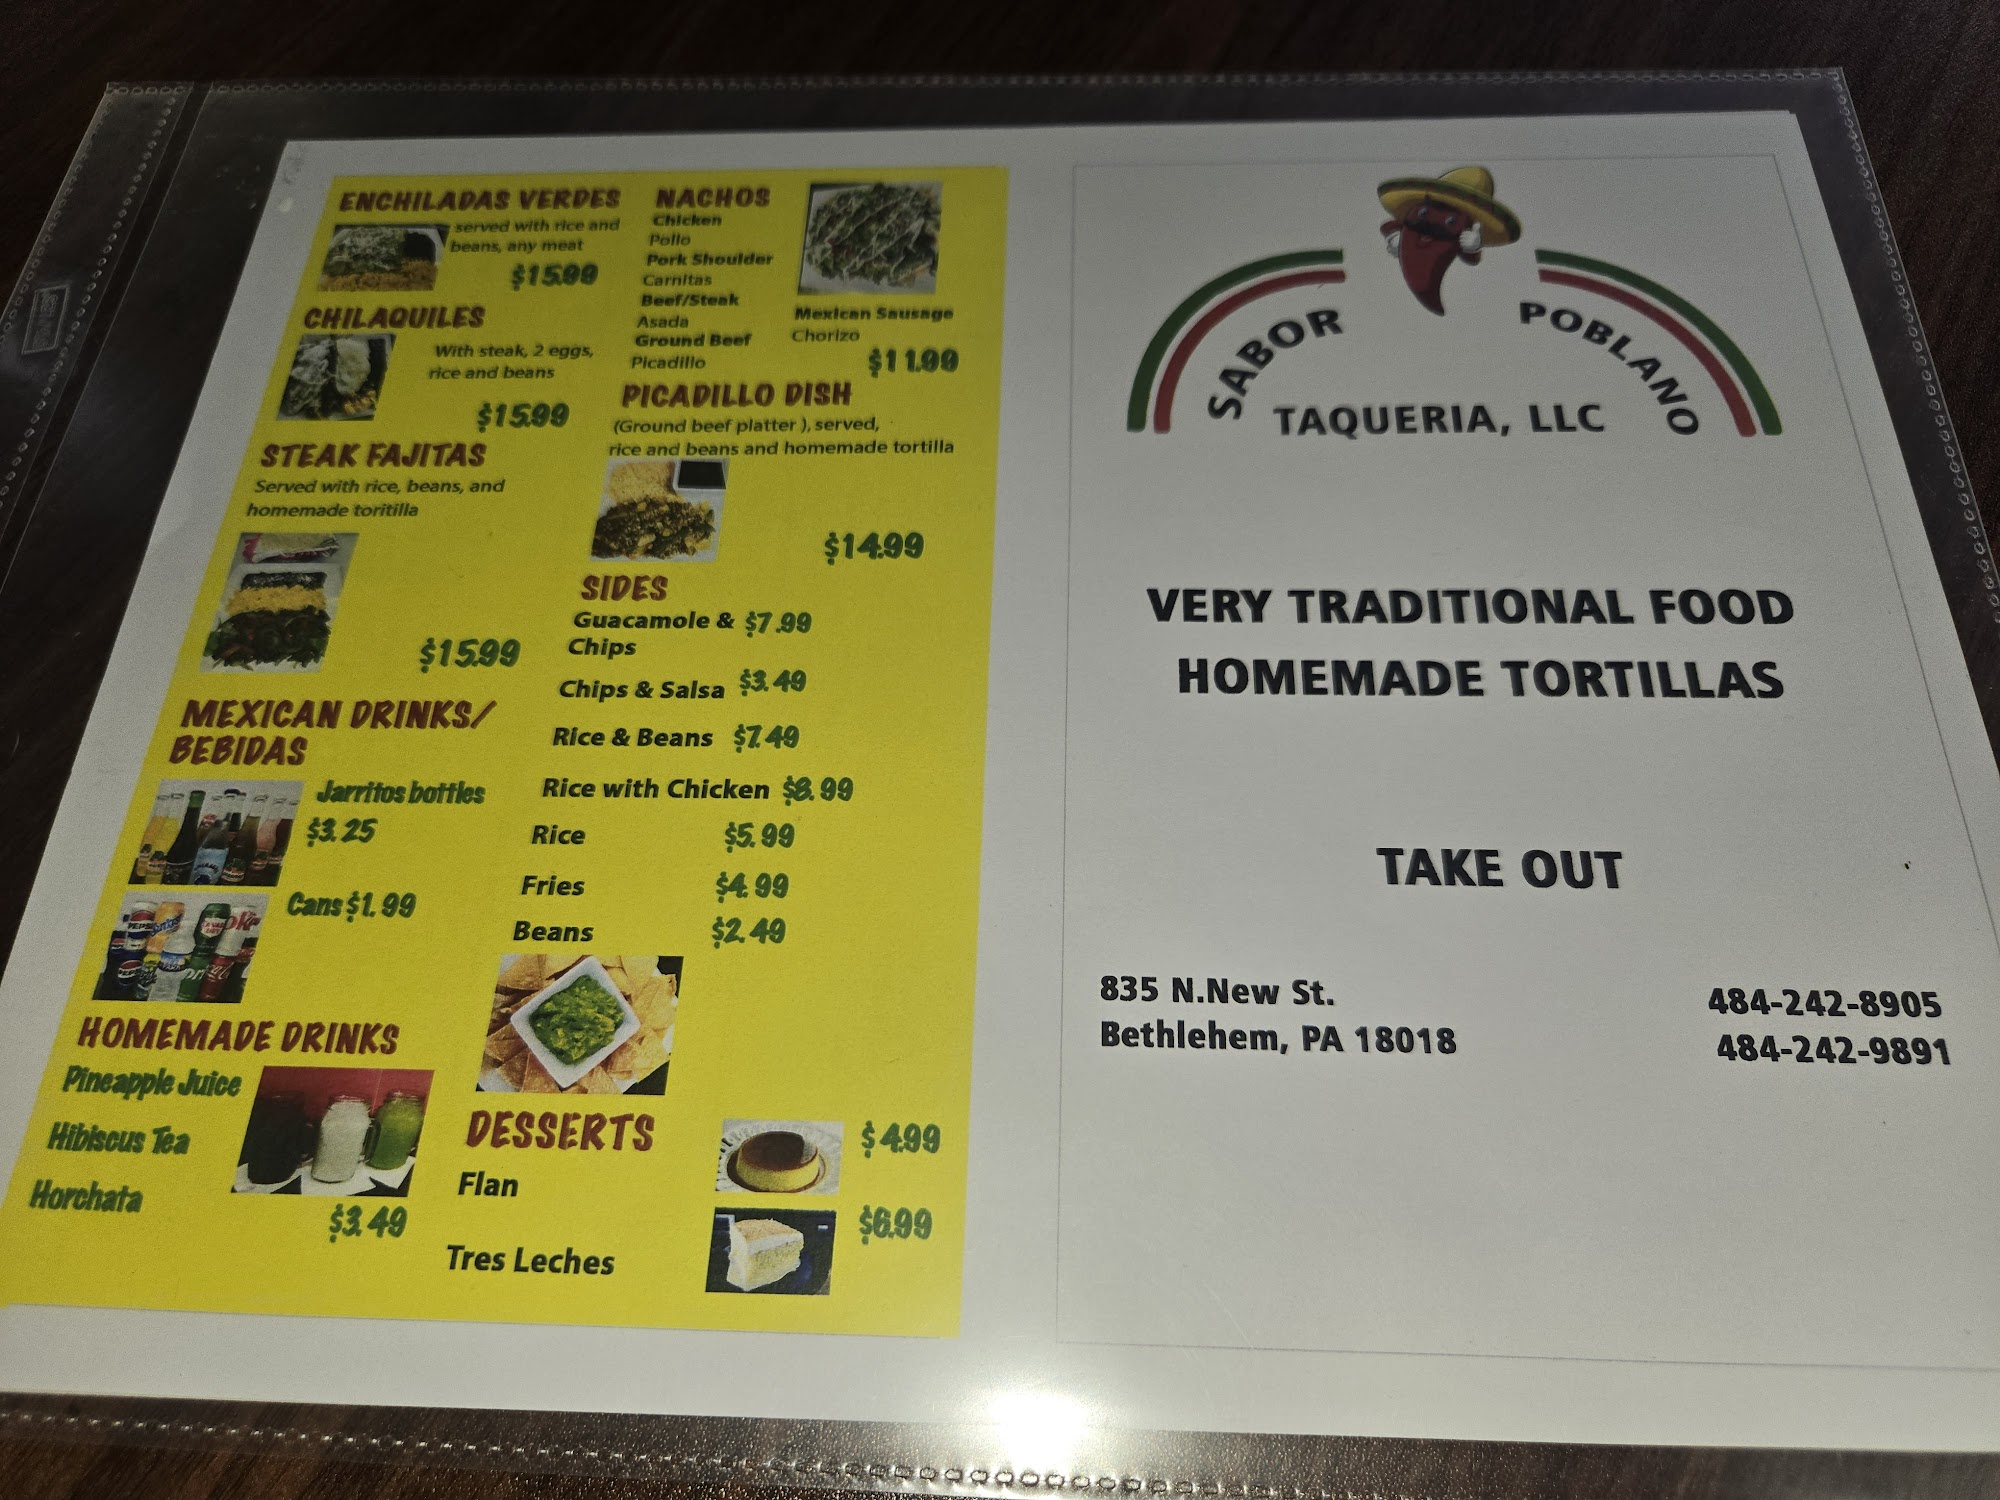 ENCHILADAS VERDES
served with rice and
beans, any meat
$15.99
CHILAQUILES
With steak, 2 eggs,
rice and beans
$15.99
STEAK FAJITAS
Served with rice, beans, and
homemade toritilla
$15.99
MEXICAN DRINKS/
BEBIDAS
Jarritos bottles
$3.25
Cans $1.99
HOMEMADE DRINKS
Pineapple Juice
Hibiscus Tea
Horchata
$3.49
NACHOS
Chicken
Pollo
Pork Shoulder
Carnitas
Beef/Steak
Asada
Ground Beef
Picadillo
Mexican Sausage
Chorizo
$11.99
PICADILLO DISH
(Ground beef platter ), served,
rice and beans and homemade tortilla
$14.99
SIDES
Guacamole & $7.99
Chips
Chips & Salsa $3.49
Rice & Beans $7.49
Rice with Chicken $8.99
Rice $5.99
Fries $4.99
Beans $2.49
DESSERTS
$4.99
Flan
$6.99
Tres Leches
SABOR POBLANO
TAQUERIA, LLC
VERY TRADITIONAL FOOD
HOMEMADE TORTILLAS
TAKE OUT
835 N.New St.
Bethlehem, PA 18018
484-242-8905
484-242-9891